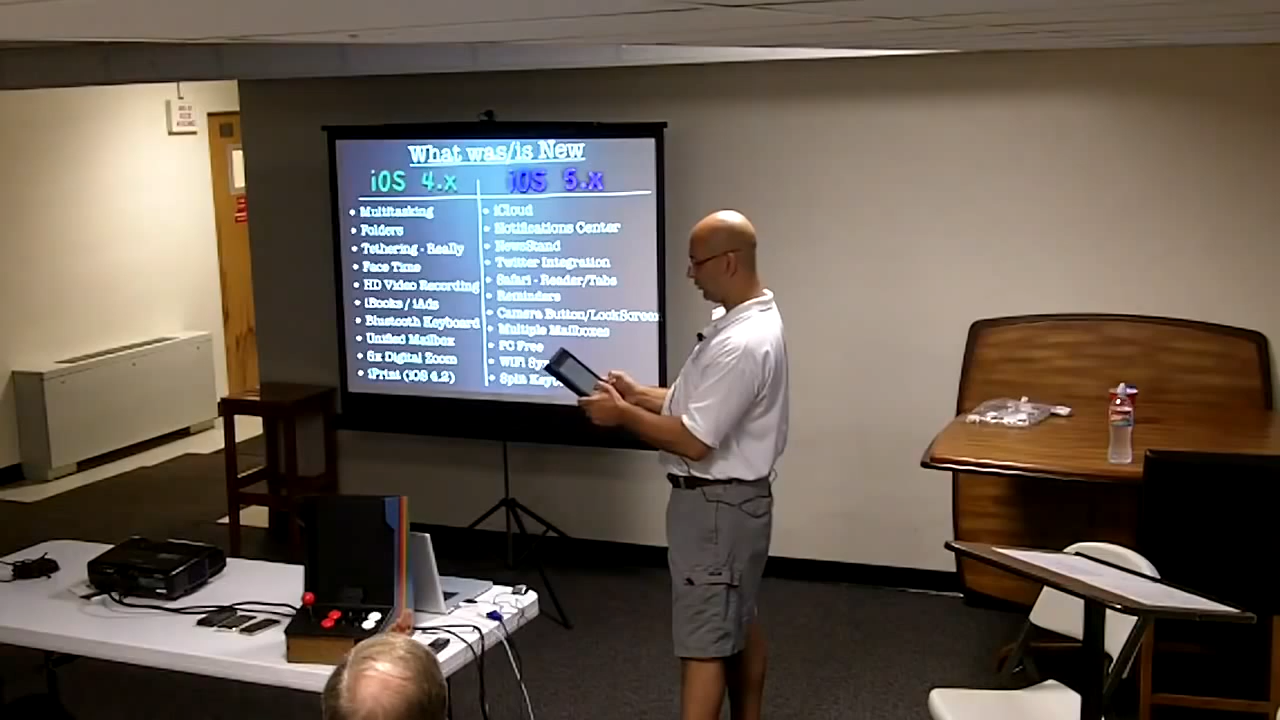 What was/is New
iOS 4.x
• Multitasking
• Folders
• Tethering - Really
• Face Time
• HD Video Recording
• iBooks / iAds
• Bluetooth Keyboard
• Unified Mailbox
• 5x Digital Zoom
• iPrint (iOS 4.2)
iOS 5.x
• iCloud
• Notifications Center
• NewsStand
• Twitter Integration
• Safari - Reader/Tabs
• Reminders
• Camera Button/LockScreen
• Multiple Mailboxes
• PC Free
• WiFi
• Split